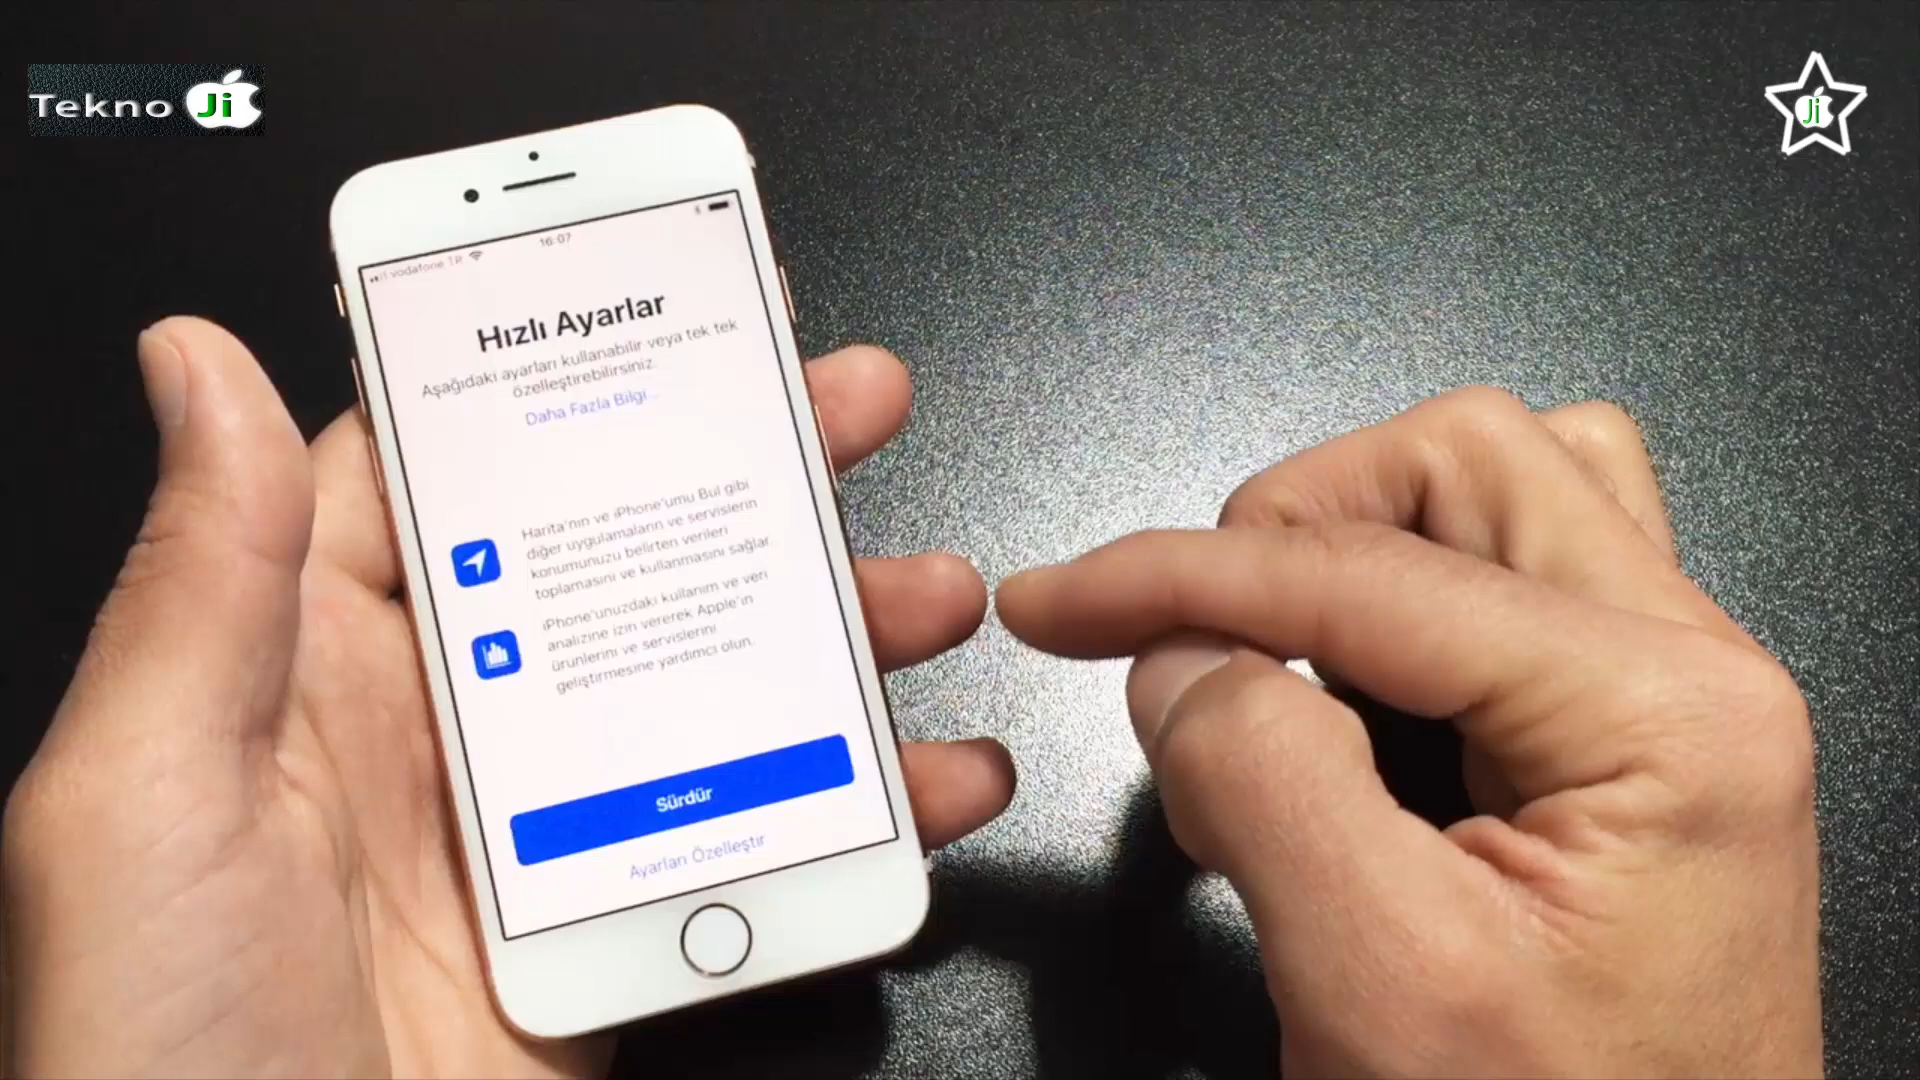 Tekno Ji
Ji
vodafone TR
16:07
Hızlı Ayarlar
Aşağıdaki ayarları kullanabilir veya tek tek
özelleştirebilirsiniz.
Daha Fazla Bilgi...
Harita'nın ve iPhone'umu Bul gibi
diğer uygulamaların ve servislerin
konumunuzu belirten verileri
toplamasını ve kullanmasını sağlar...
iPhone'unuzdaki kullanım ve veri
analizine izin vererek Apple'ın
ürünlerini ve servislerini
geliştirmesine yardımcı olun.
Sürdür
Ayarları Özelleştir